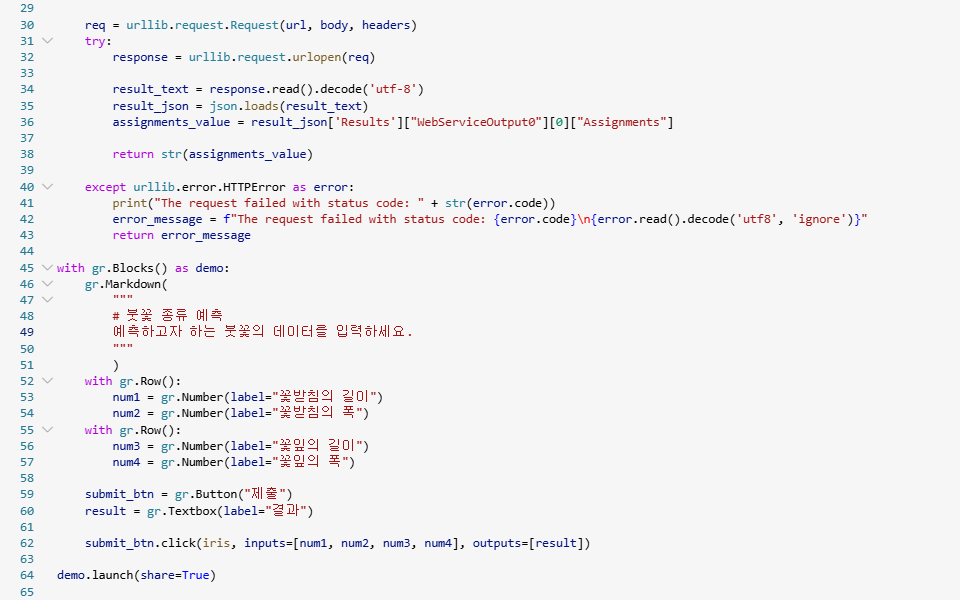 29
30 req = urllib.request.Request(url, body, headers)
31 try:
32 response = urllib.request.urlopen(req)
33
34 result_text = response.read().decode('utf-8')
35 result_json = json.loads(result_text)
36 assignments_value = result_json['Results']["WebServiceOutput0"][0]["Assignments"]
37
38 return str(assignments_value)
39
40 except urllib.error.HTTPError as error:
41 print("The request failed with status code: " + str(error.code))
42 error_message = f"The request failed with status code: {error.code}\n{error.read().decode('utf8', 'ignore')}"
43 return error_message
44
45 with gr.Blocks() as demo:
46 gr.Markdown(
47 """
48 # 붓꽃 종류 예측
49 예측하고자 하는 붓꽃의 데이터를 입력하세요.
50 """
51 )
52 with gr.Row():
53 num1 = gr.Number(label="꽃받침의 길이")
54 num2 = gr.Number(label="꽃받침의 폭")
55 with gr.Row():
56 num3 = gr.Number(label="꽃잎의 길이")
57 num4 = gr.Number(label="꽃잎의 폭")
58
59 submit_btn = gr.Button("제출")
60 result = gr.Textbox(label="결과")
61
62 submit_btn.click(iris, inputs=[num1, num2, num3, num4], outputs=[result])
63
64 demo.launch(share=True)
65